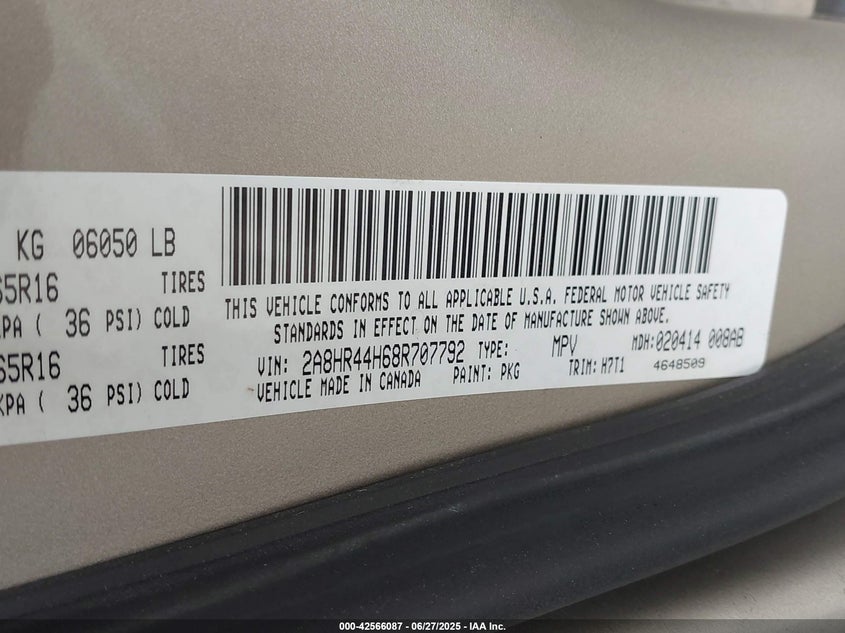 KG 06050 LB
65R16 TIRES
KPA ( 36 PSI) COLD
65R16 TIRES
KPA ( 36 PSI) COLD
THIS VEHICLE CONFORMS TO ALL APPLICABLE U.S.A. FEDERAL MOTOR VEHICLE SAFETY
STANDARDS IN EFFECT ON THE DATE OF MANUFACTURE SHOWN ABOVE.
VIN: 2A8HR44H68R707792 TYPE: MPV MDH:020414 008AB
VEHICLE MADE IN CANADA PAINT: PKG TRIM: H7T1 4648509
000-42566087 - 06/27/2025 - IAA Inc.